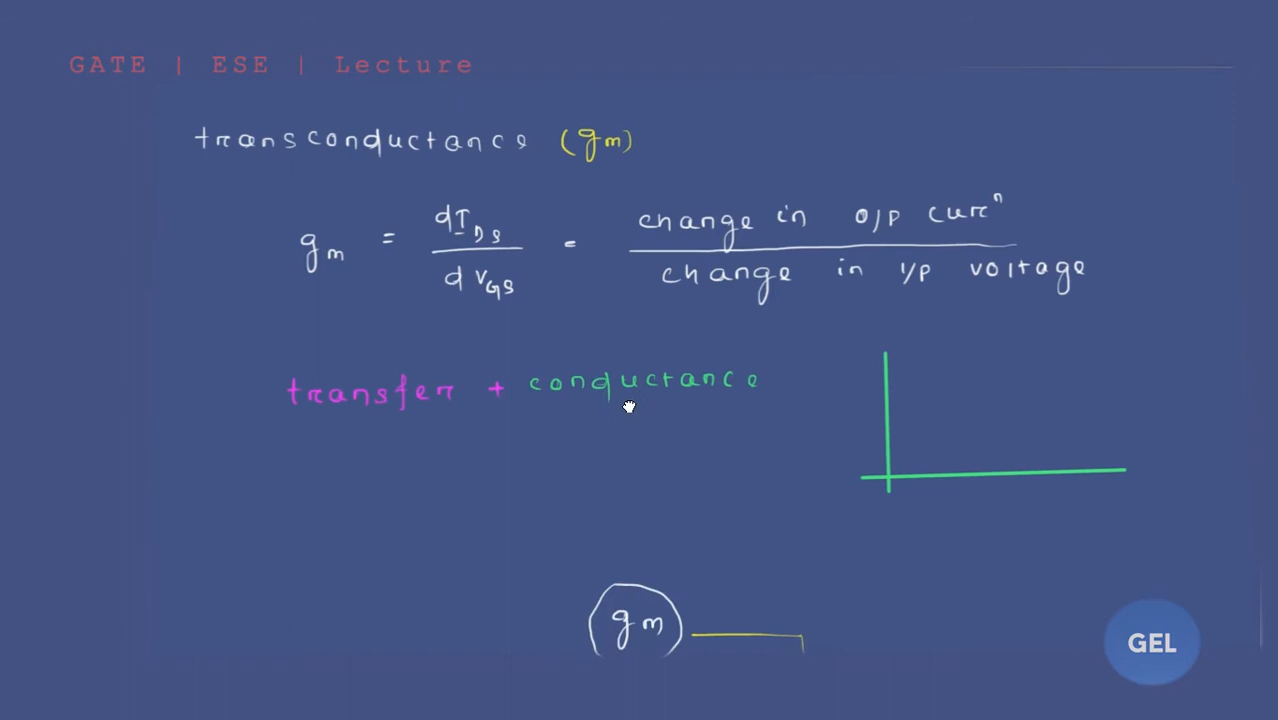 GATE | ESE | Lecture
transconductance (gm)
gm = dIDS / dVGS = change in O/P currⁿ / change in I/P voltage
transfer + conductance
gm
GEL